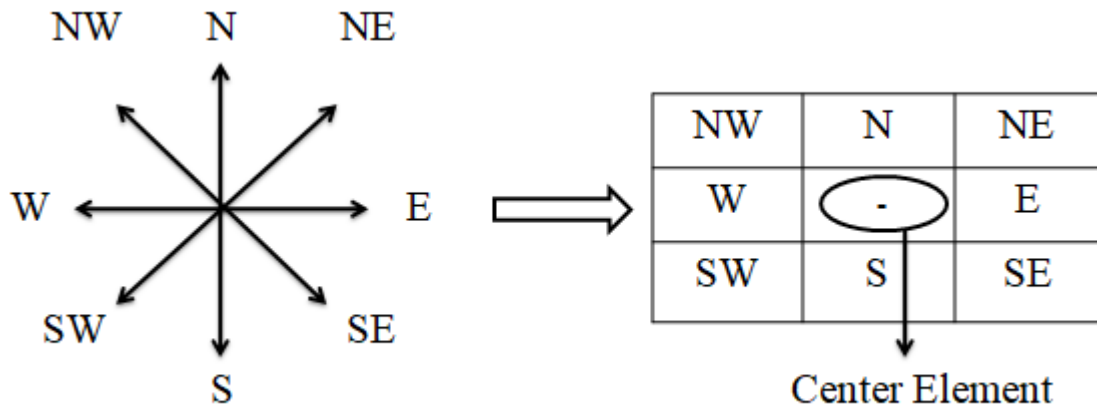 NW N NE
W E
SW SE
S
NW N NE
W - E
SW S SE
Center Element